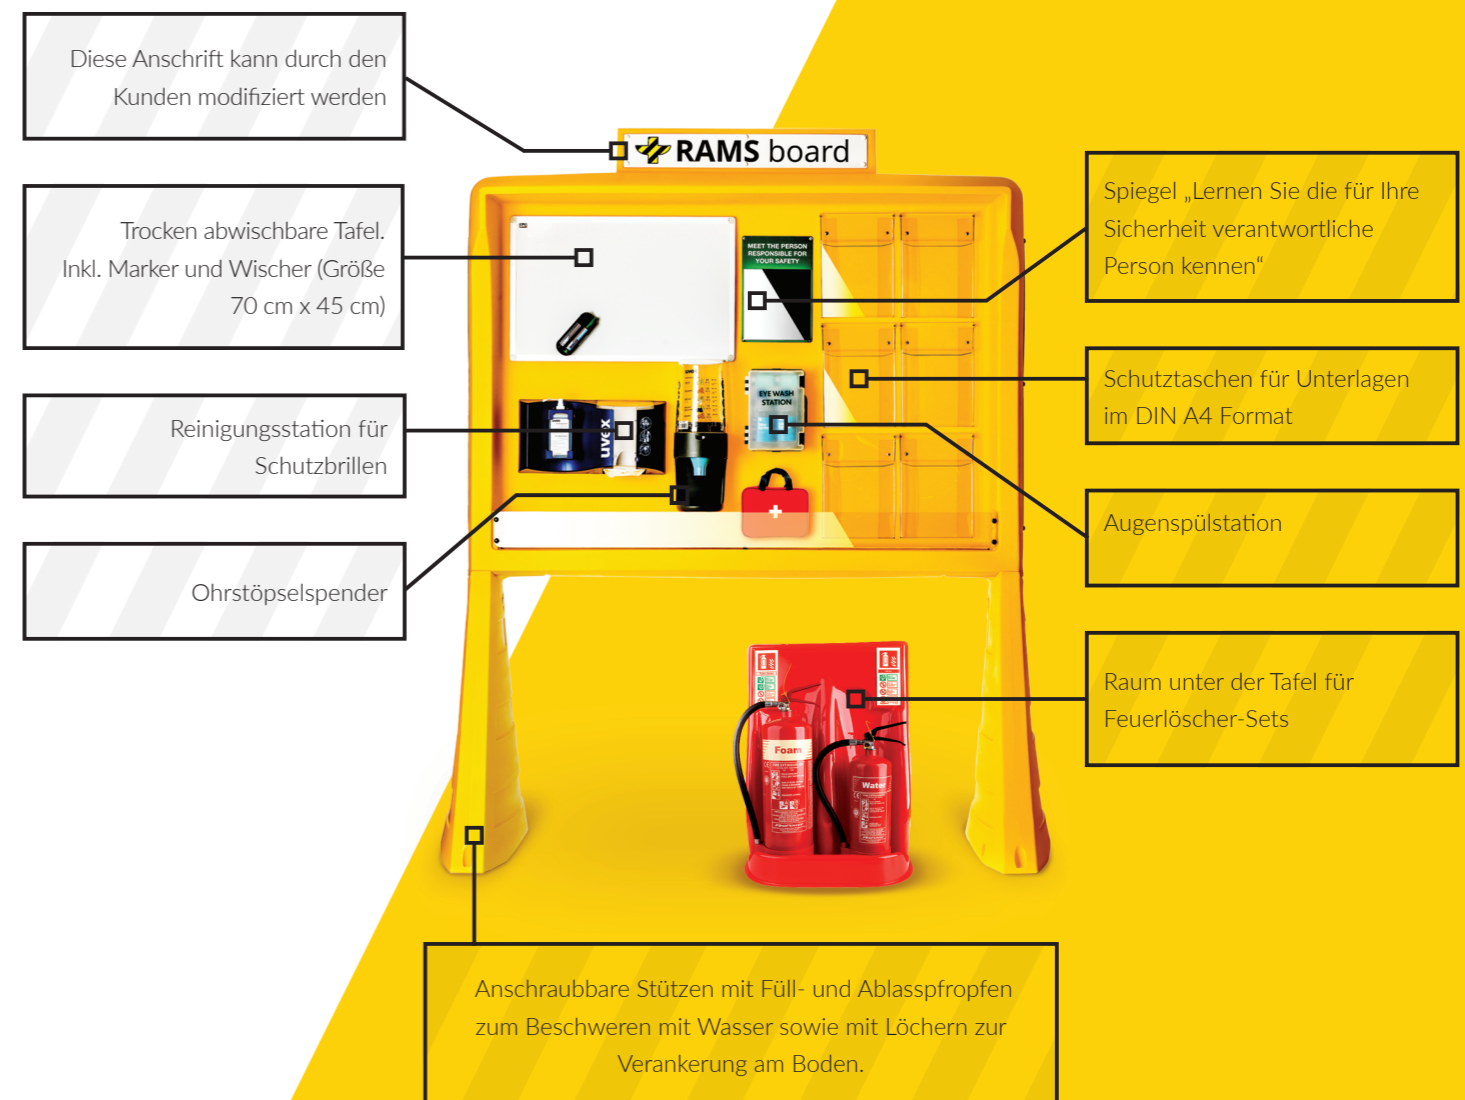 Diese Anschrift kann durch den
Kunden modifiziert werden
RAMS board
Trocken abwischbare Tafel.
Inkl. Marker und Wischer (Größe
70 cm x 45 cm)
MEET THE PERSON
RESPONSIBLE FOR
YOUR SAFETY
Spiegel „Lernen Sie die für Ihre
Sicherheit verantwortliche
Person kennen“
Schutztaschen für Unterlagen
im DIN A4 Format
EYE WASH
STATION
uvex
Reinigungsstation für
Schutzbrillen
Augenspülstation
Ohrstöpselspender
Raum unter der Tafel für
Feuerlöscher-Sets
Foam
Water
Anschraubbare Stützen mit Füll- und Ablasspfropfen
zum Beschweren mit Wasser sowie mit Löchern zur
Verankerung am Boden.